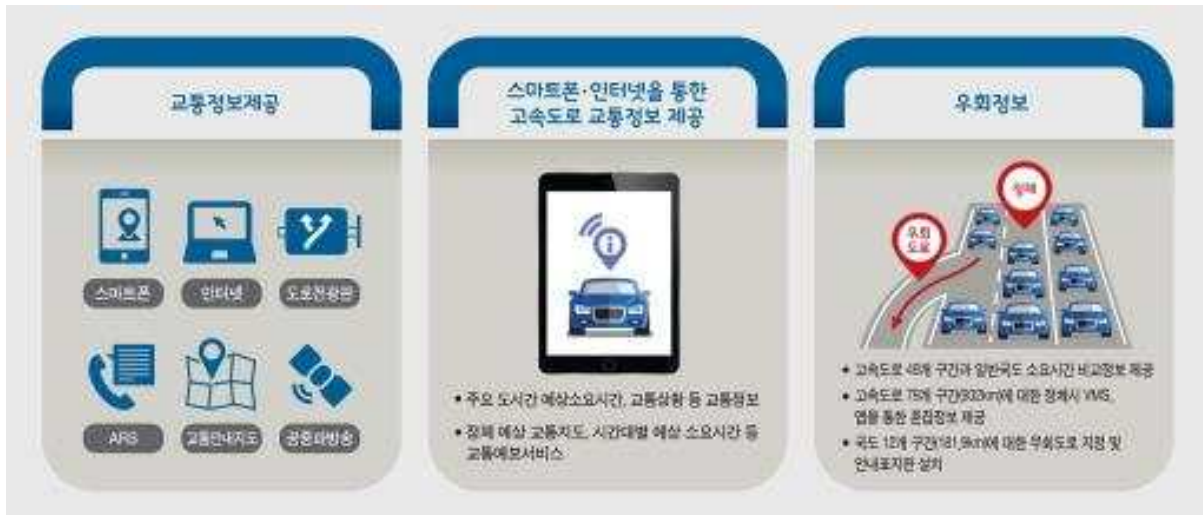 교통정보제공
스마트폰
인터넷
도로전광판
ARS
교통안내지도
공중파방송
스마트폰·인터넷을 통한
고속도로 교통정보 제공
• 주요 도시간 예상소요시간, 교통상황 등 교통정보
• 정체 예상 교통지도, 시간대별 예상 소요시간 등
교통예보서비스
우회정보
정체
우회
도로
• 고속도로 48개 구간과 일반국도 소요시간 비교정보 제공
• 고속도로 79개 구간(932km)에 대한 정체시 VMS,
앱을 통한 혼잡정보 제공
• 국도 12개 구간(181.9km)에 대한 우회도로 지정 및
안내표지판 설치